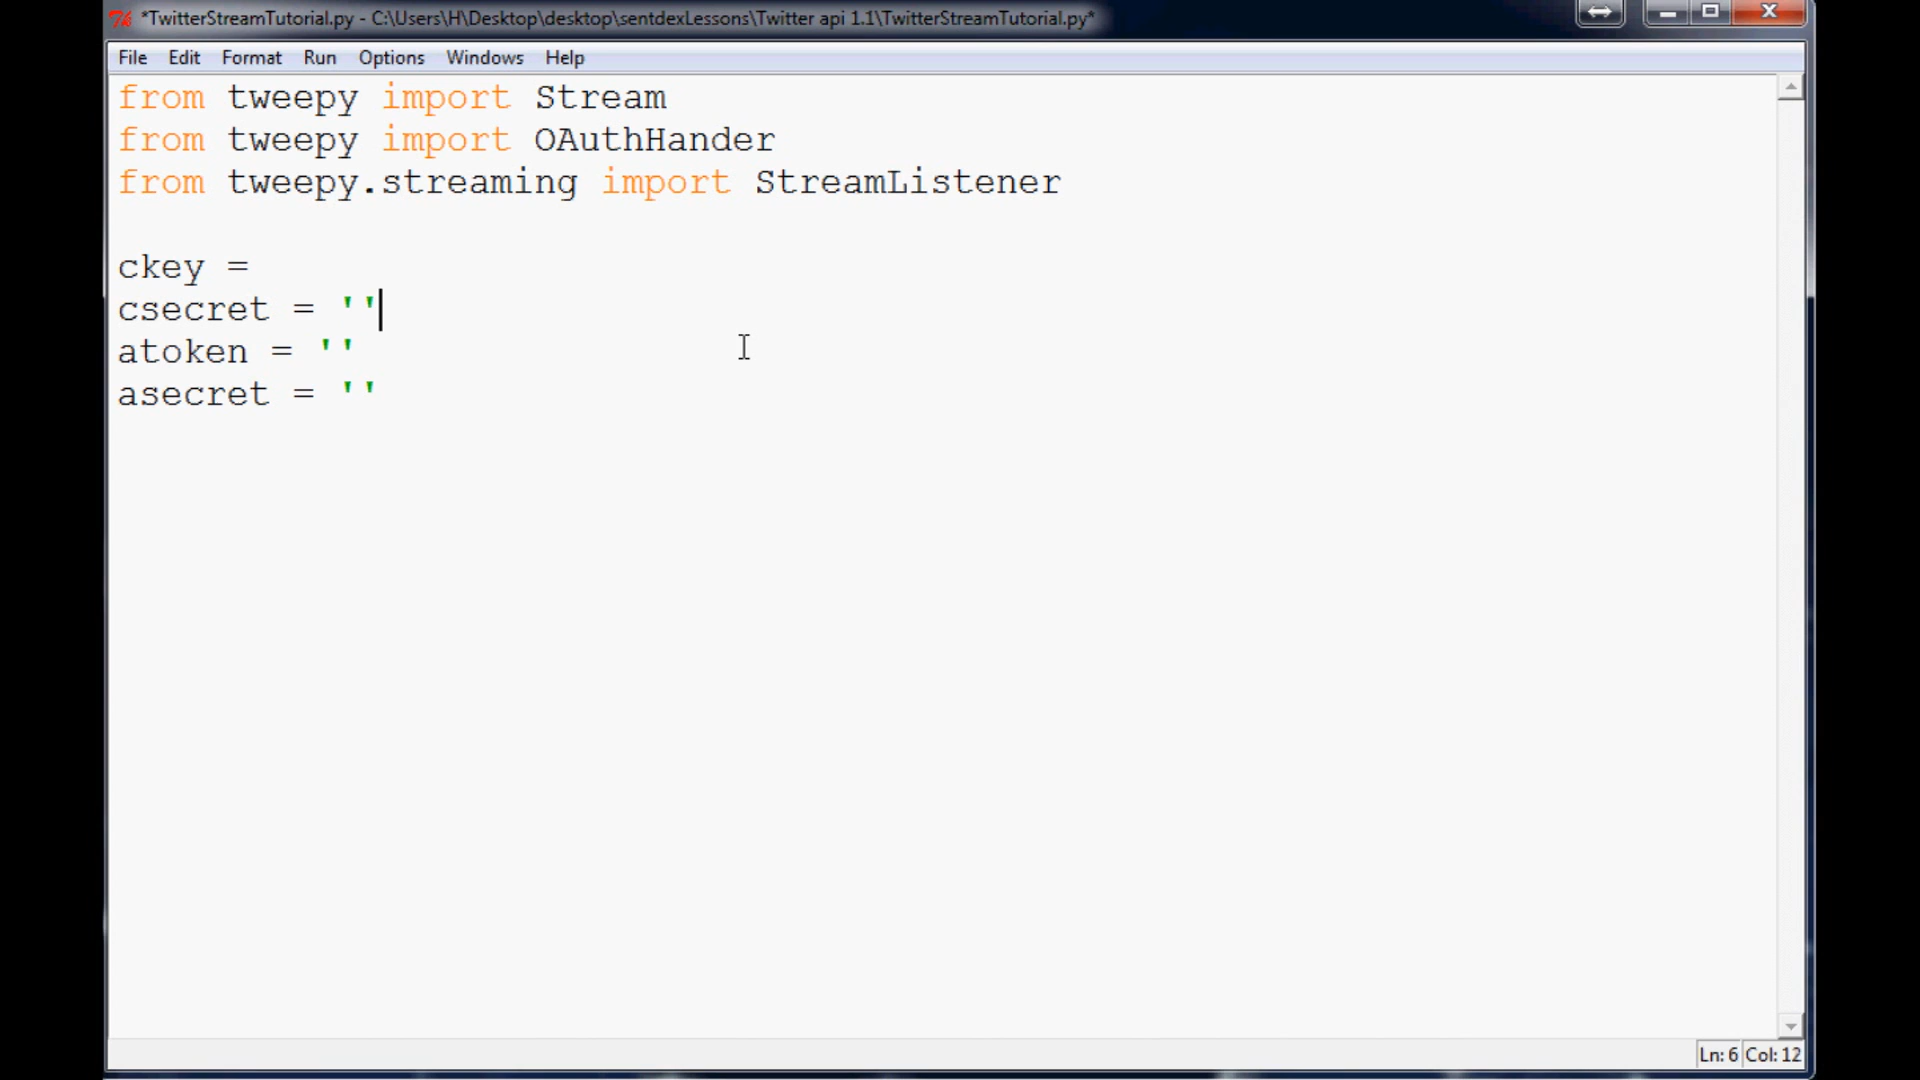 *TwitterStreamTutorial.py - C:\Users\H\Desktop\desktop\sentdexLessons\Twitter api 1.1\TwitterStreamTutorial.py*
File Edit Format Run Options Windows Help
from tweepy import Stream
from tweepy import OAuthHander
from tweepy.streaming import StreamListener
ckey =
csecret = ''
atoken = ''
asecret = ''
Ln: 6 Col: 12